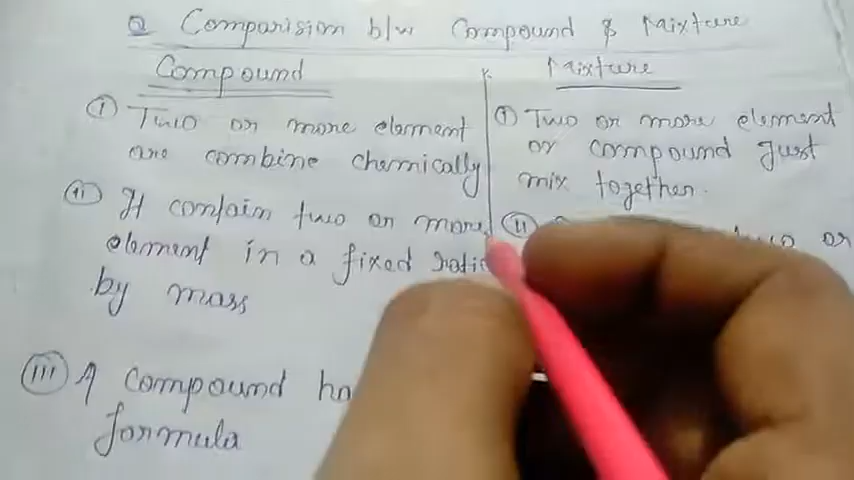 Q Comparision b/w Compound & Mixture
Compound
(i) Two or more element
are combine chemically
(ii) It contain two or more
element in a fixed ratio
by mass
(iii) A compound ha
formula
Mixture
(i) Two or more element
or compound just
mix together.
(ii) two or